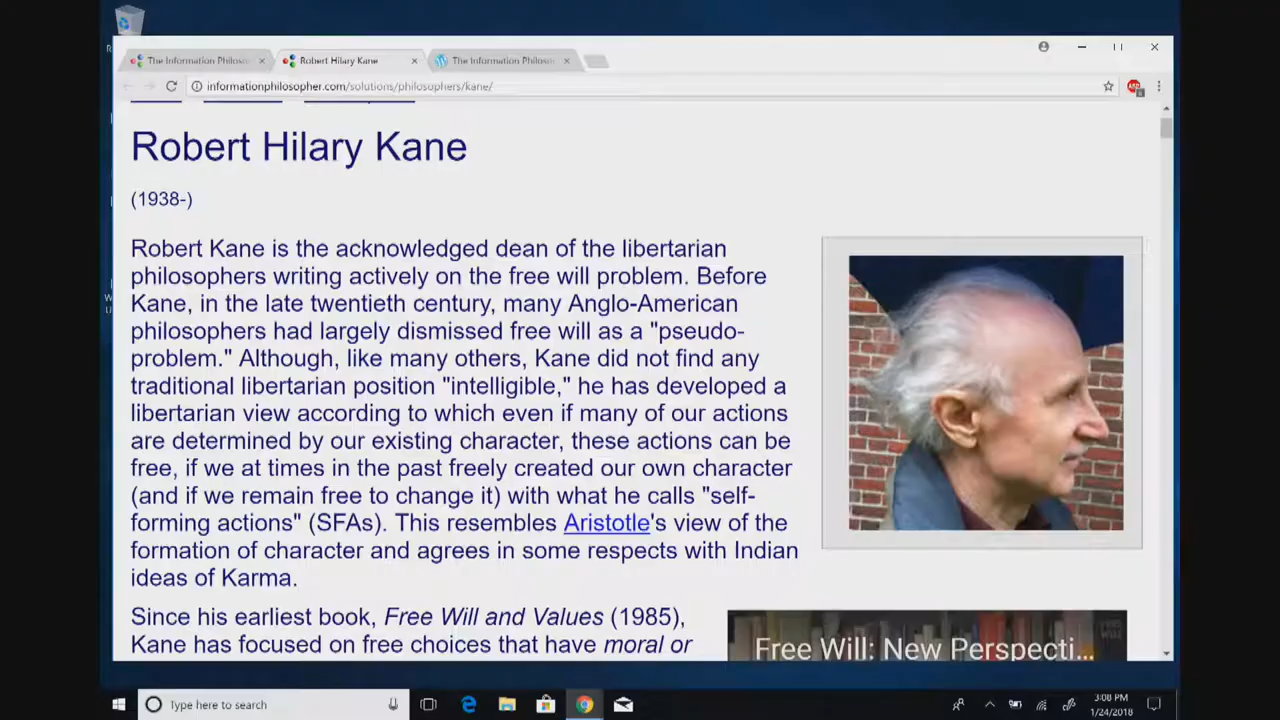 The Information Philoso
Robert Hilary Kane
The Information Philoso
informationphilosopher.com/solutions/philosophers/kane/
Robert Hilary Kane
(1938-)
Robert Kane is the acknowledged dean of the libertarian
philosophers writing actively on the free will problem. Before
Kane, in the late twentieth century, many Anglo-American
philosophers had largely dismissed free will as a "pseudo-
problem." Although, like many others, Kane did not find any
traditional libertarian position "intelligible," he has developed a
libertarian view according to which even if many of our actions
are determined by our existing character, these actions can be
free, if we at times in the past freely created our own character
(and if we remain free to change it) with what he calls "self-
forming actions" (SFAs). This resembles Aristotle's view of the
formation of character and agrees in some respects with Indian
ideas of Karma.
Since his earliest book, Free Will and Values (1985),
Kane has focused on free choices that have moral or
Free Will: New Perspecti...
Type here to search
3:08 PM
1/24/2018